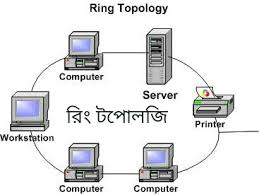 Ring Topology
Computer
Server
রিং টপোলজি
Printer
Workstation
Computer
Computer